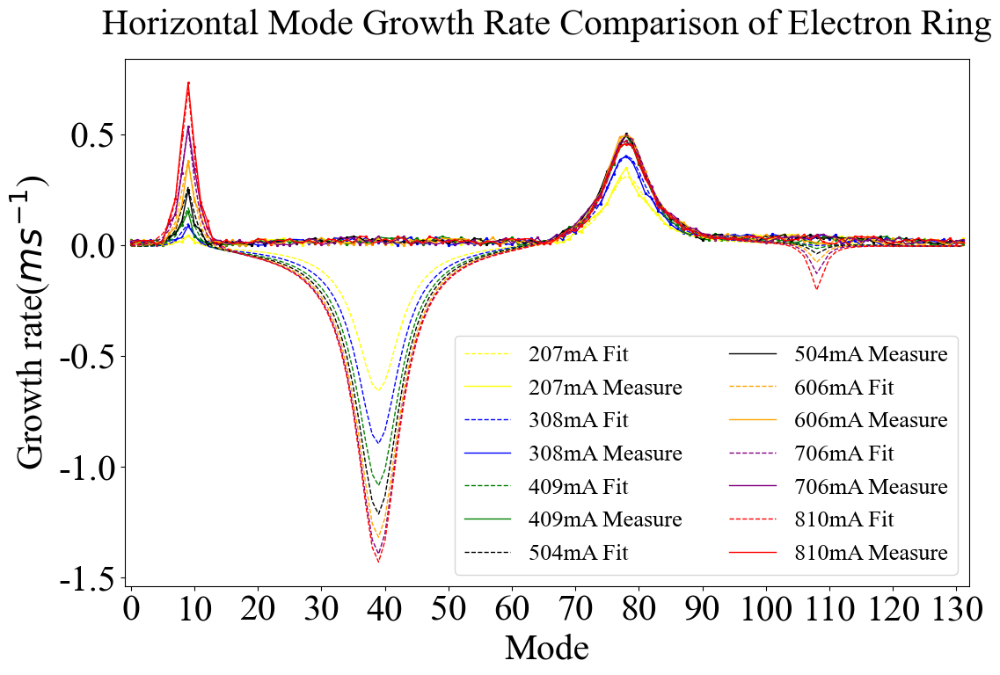 Horizontal Mode Growth Rate Comparison of Electron Ring
Growth rate(ms⁻¹)
0.5
0.0
-0.5
-1.0
-1.5
207mA Fit
207mA Measure
308mA Fit
308mA Measure
409mA Fit
409mA Measure
504mA Fit
504mA Measure
606mA Fit
606mA Measure
706mA Fit
706mA Measure
810mA Fit
810mA Measure
0 10 20 30 40 50 60 70 80 90 100 110 120 130
Mode